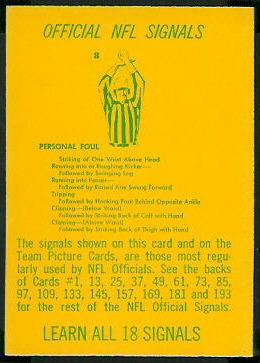 OFFICIAL NFL SIGNALS
8
PERSONAL FOUL
Striking of One Wrist Above Head
Running into or Roughing Kicker—
Followed by Swinging Leg
Running into Passer—
Followed by Raised Arm Swung Forward
Tripping
Followed by Hooking Foot Behind Opposite Ankle
Clipping—(Below Waist)
Followed by Striking Back of Calf with Hand
Clipping—(Above Waist)
Followed by Striking Back of Thigh with Hand
The signals shown on this card and on the
Team Picture Cards, are those most regu-
larly used by NFL Officials. See the backs
of Cards #1, 13, 25, 37, 49, 61, 73, 85,
97, 109, 133, 145, 157, 169, 181 and 193
for the rest of the NFL Official Signals.
LEARN ALL 18 SIGNALS